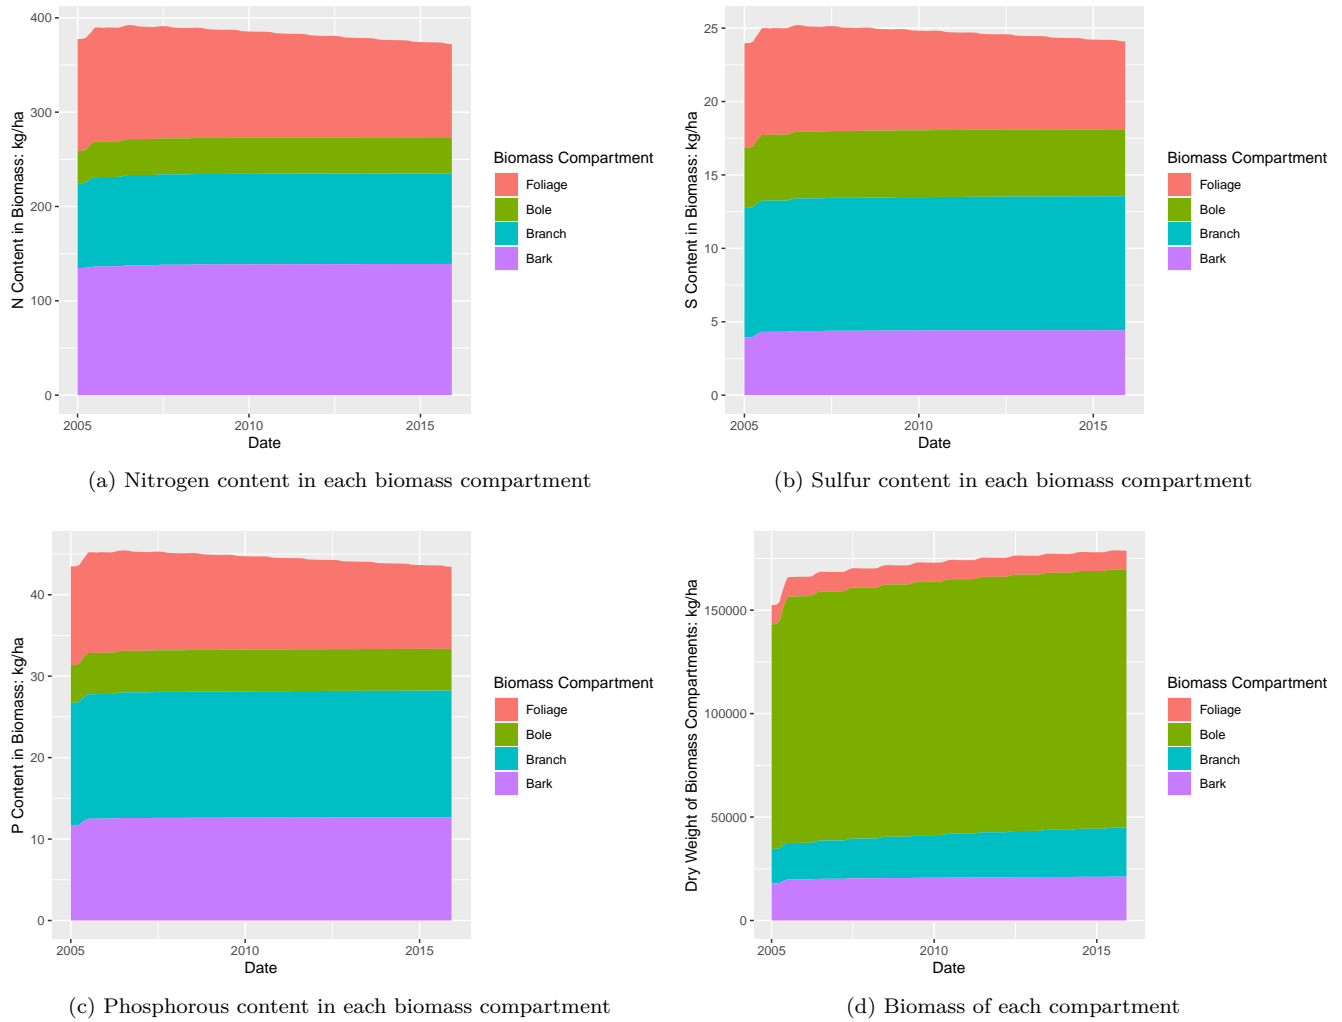 N Content in Biomass: kg/ha
400
300
200
100
0
2005 2010 2015
Date
Biomass Compartment
Foliage
Bole
Branch
Bark
(a) Nitrogen content in each biomass compartment
S Content in Biomass: kg/ha
25
20
15
10
5
0
2005 2010 2015
Date
Biomass Compartment
Foliage
Bole
Branch
Bark
(b) Sulfur content in each biomass compartment
P Content in Biomass: kg/ha
40
30
20
10
0
2005 2010 2015
Date
Biomass Compartment
Foliage
Bole
Branch
Bark
(c) Phosphorous content in each biomass compartment
Dry Weight of Biomass Compartments: kg/ha
150000
100000
50000
0
2005 2010 2015
Date
Biomass Compartment
Foliage
Bole
Branch
Bark
(d) Biomass of each compartment